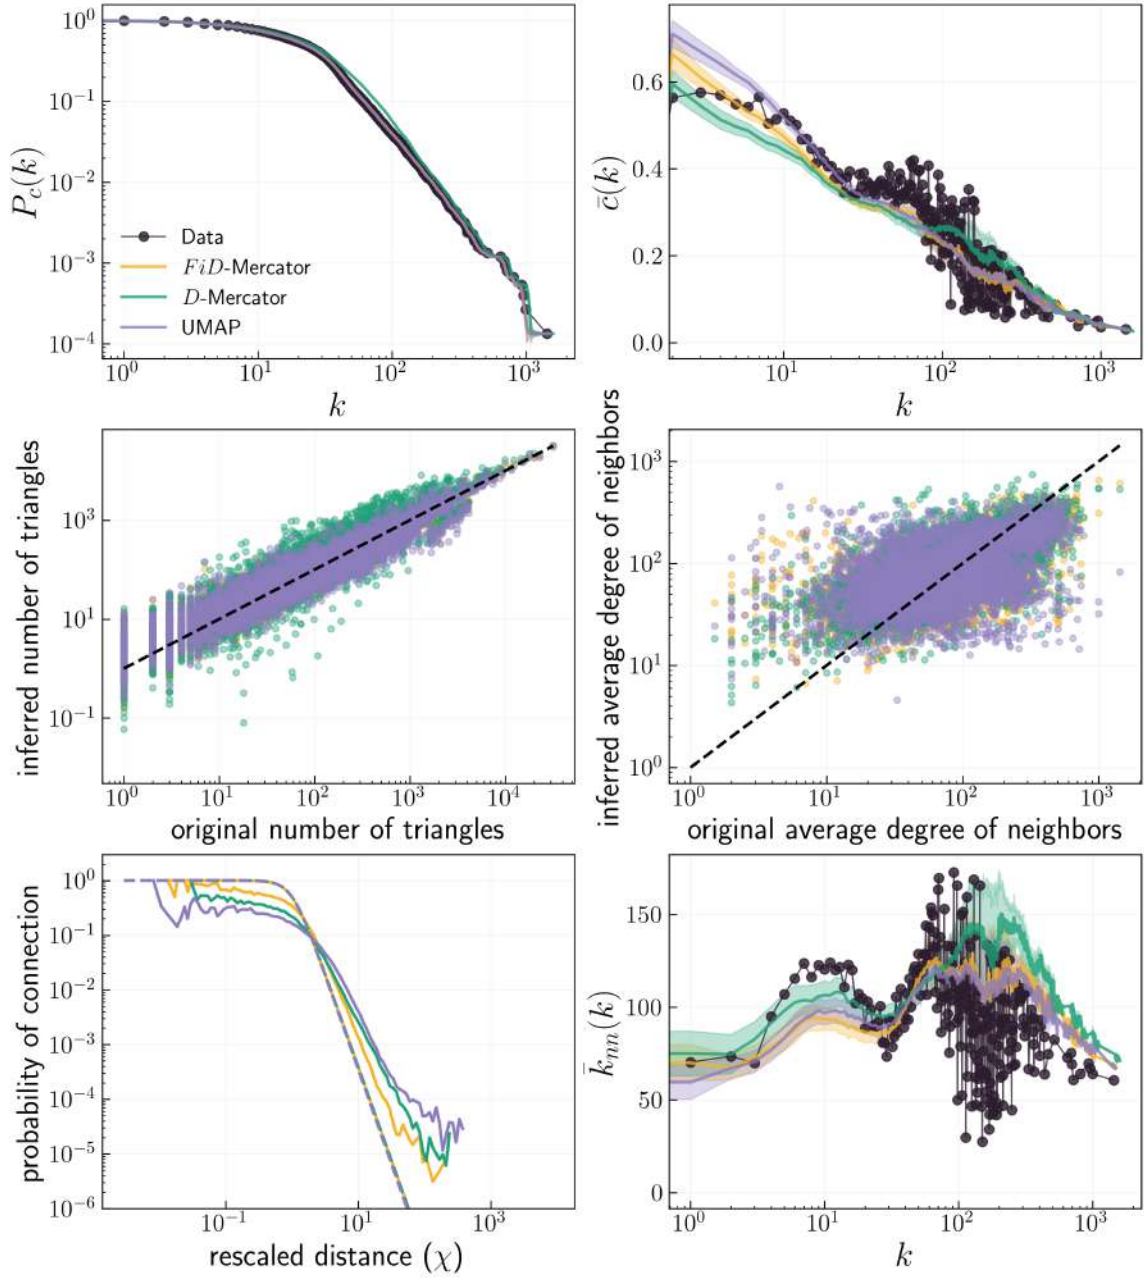 10^0
10^-1
10^-2
10^-3
10^-4
P_c(k)
Data
FiD-Mercator
D-Mercator
UMAP
10^0 10^1 10^2 10^3
k
0.6
0.4
0.2
0.0
c̄(k)
10^1 10^2 10^3
k
inferred number of triangles
10^3
10^1
10^-1
10^0 10^1 10^2 10^3 10^4
original number of triangles
inferred average degree of neighbors
10^3
10^2
10^1
10^0
10^0 10^1 10^2 10^3
original average degree of neighbors
probability of connection
10^0
10^-1
10^-2
10^-3
10^-4
10^-5
10^-6
10^-1 10^1 10^3
rescaled distance (χ)
k̄_nn(k)
150
100
50
0
10^0 10^1 10^2 10^3
k